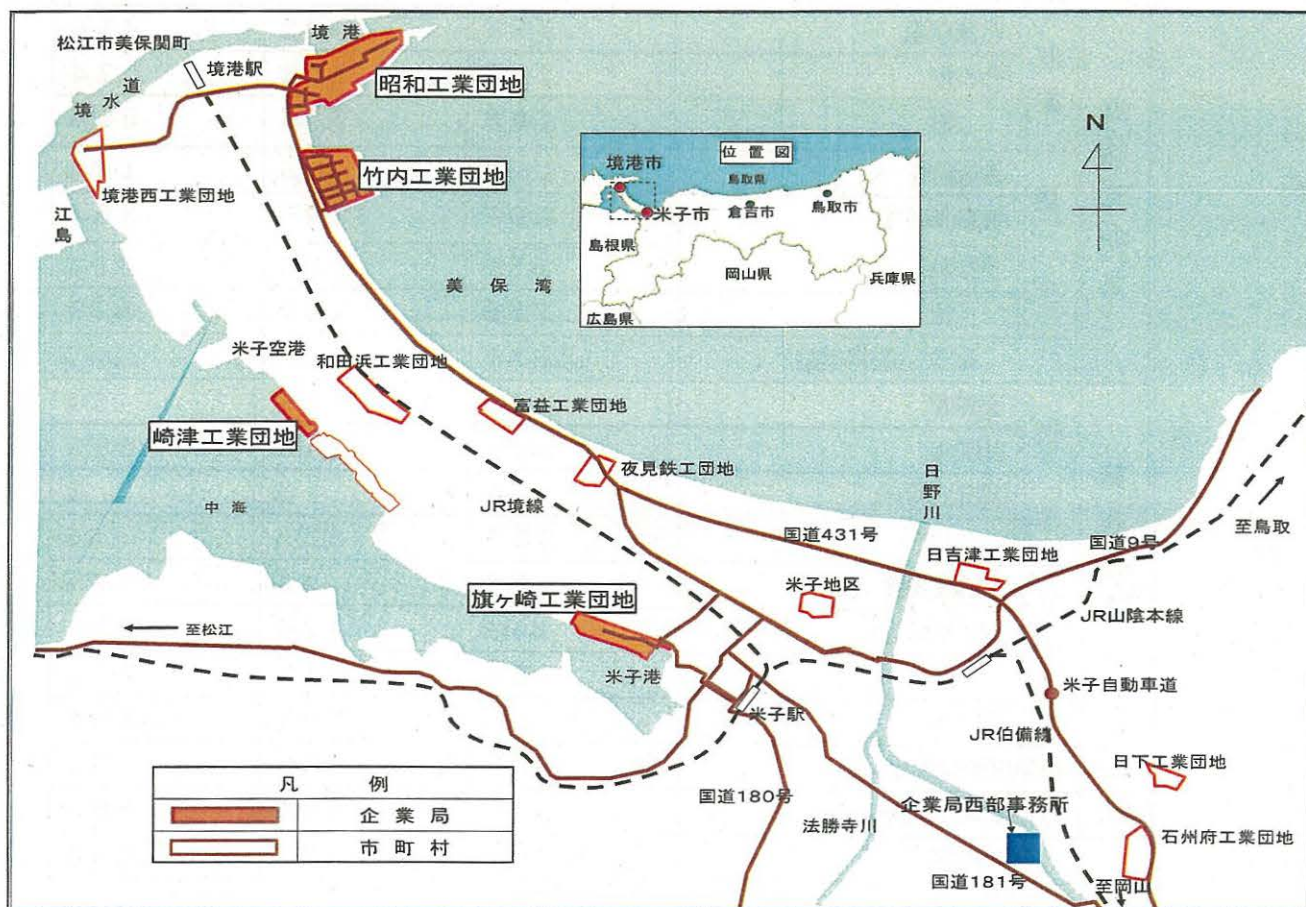 松江市美保関町
境港
境港駅
境水道
昭和工業団地
境港西工業団地
竹内工業団地
江島
美保湾
N
位置図
境港市
鳥取県
米子市
倉吉市
鳥取市
島根県
岡山県
兵庫県
広島県
米子空港
和田浜工業団地
富益工業団地
崎津工業団地
夜見鉄工団地
中海
JR境線
日野川
国道431号
日吉津工業団地
国道9号
至鳥取
米子地区
旗ヶ崎工業団地
JR山陰本線
至松江
米子港
米子駅
米子自動車道
JR伯備線
日下工業団地
国道180号
法勝寺川
企業局西部事務所
石州府工業団地
国道181号
至岡山
凡例
企業局
市町村